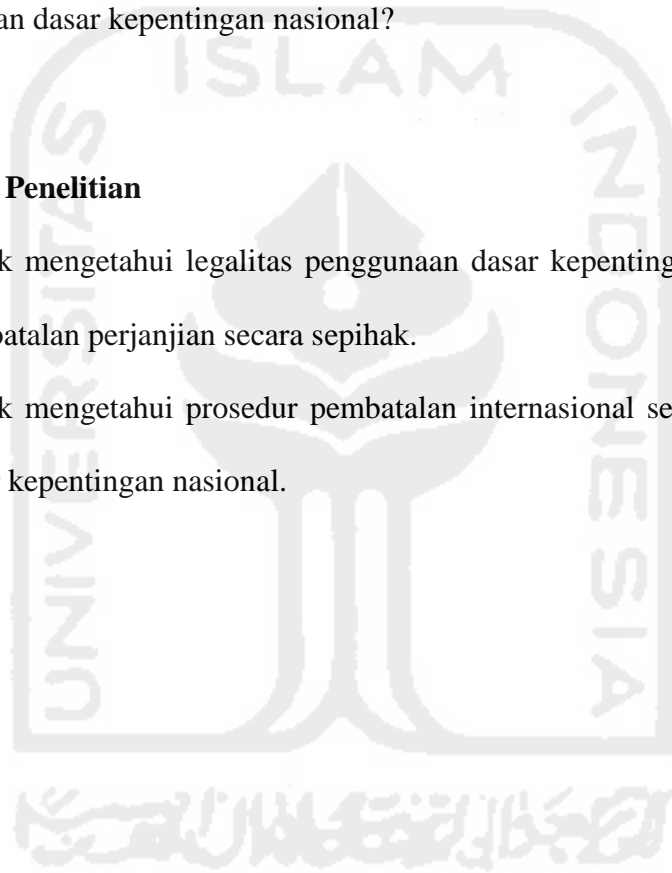 an dasar kepentingan nasional?
Penelitian
k mengetahui legalitas penggunaan dasar kepenting
atalan perjanjian secara sepihak.
k mengetahui prosedur pembatalan internasional se
kepentingan nasional.
UNIVERSITAS
ISLAM
INDONESIA